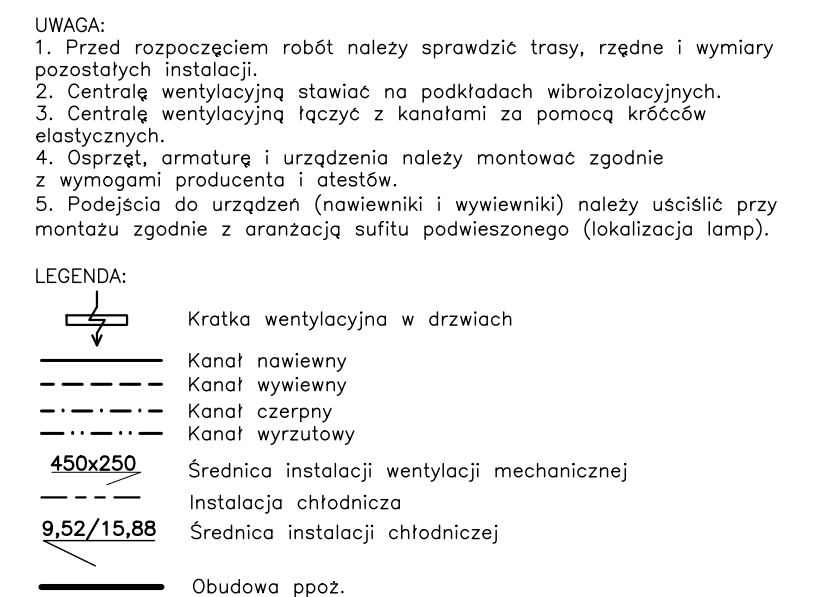 UWAGA:
1. Przed rozpoczęciem robót należy sprawdzić trasy, rzędne i wymiary
pozostałych instalacji.
2. Centralę wentylacyjną stawiać na podkładach wibroizolacyjnych.
3. Centralę wentylacyjną łączyć z kanałami za pomocą króćców
elastycznych.
4. Osprzęt, armaturę i urządzenia należy montować zgodnie
z wymogami producenta i atestów.
5. Podejścia do urządzeń (nawiewniki i wywiewniki) należy uściślić przy
montażu zgodnie z aranżacją sufitu podwieszonego (lokalizacja lamp).
LEGENDA:
Kratka wentylacyjna w drzwiach
Kanał nawiewny
Kanał wywiewny
Kanał czerpny
Kanał wyrzutowy
450x250 Średnica instalacji wentylacji mechanicznej
Instalacja chłodnicza
9,52/15,88 Średnica instalacji chłodniczej
Obudowa ppoż.